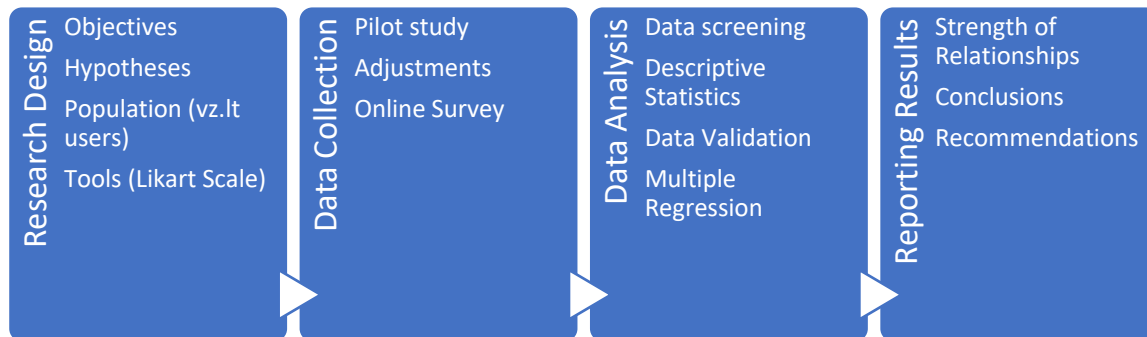 Research Design
Objectives
Hypotheses
Population (vz.lt
users)
Tools (Likart Scale)
Data Collection
Pilot study
Adjustments
Online Survey
Data Analysis
Data screening
Descriptive
Statistics
Data Validation
Multiple
Regression
Reporting Results
Strength of
Relationships
Conclusions
Recommendations